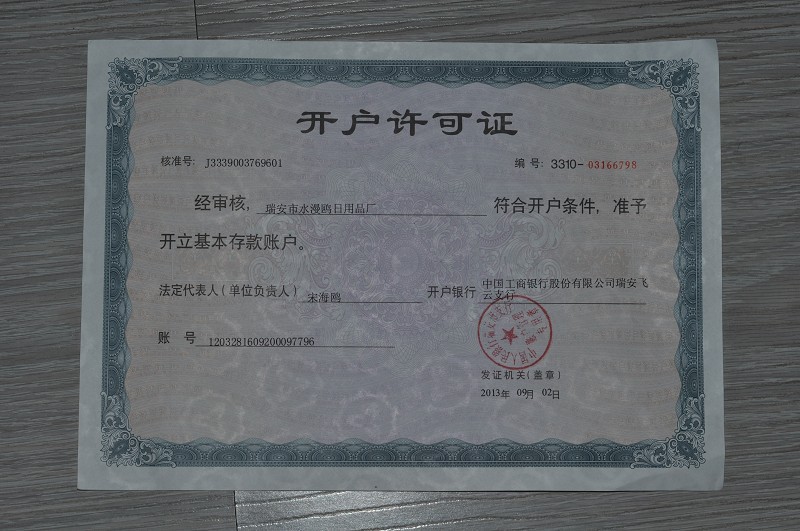 开户许可证
核准号: J3339003769601 编号: 3310-03166798
经审核, 瑞安市水漫鸥日用品厂 符合开户条件, 准予
开立基本存款账户。
法定代表人(单位负责人) 宋海鸥 开户银行 中国工商银行股份有限公司瑞安飞
云支行
账号 1203281609200097796
发证机关(盖章)
2013年 09月 02日